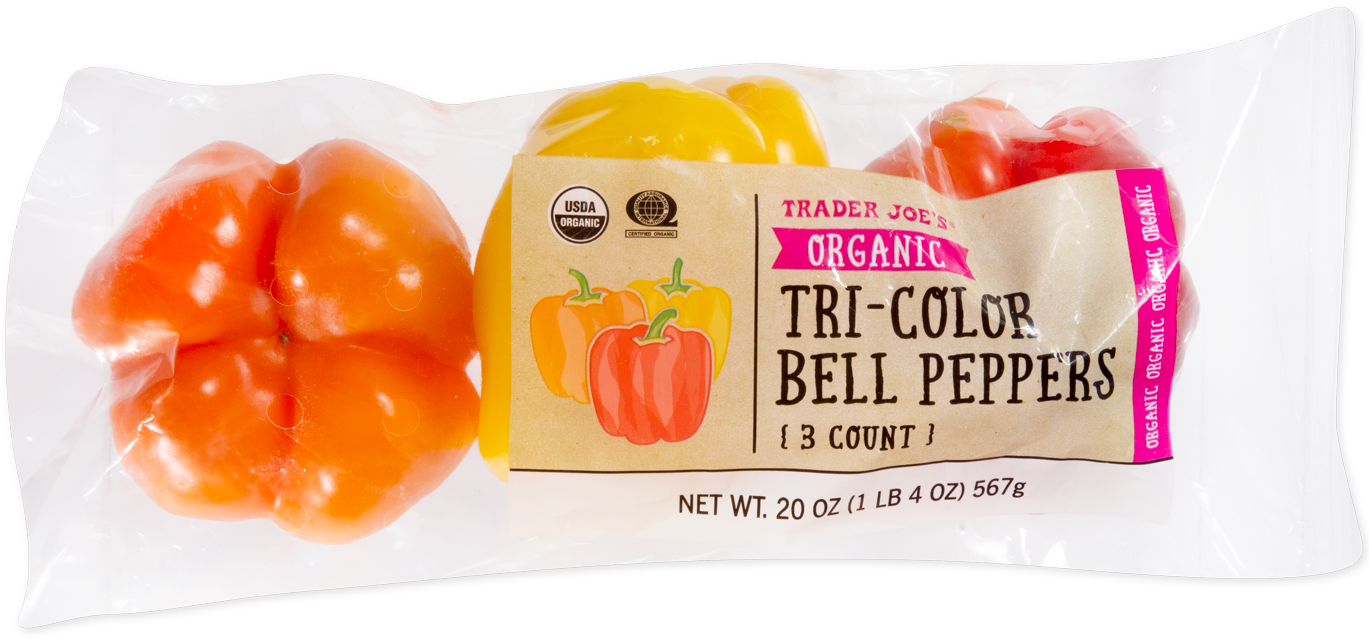 USDA
ORGANIC
CERTIFIED ORGANIC
TRADER JOE'S®
ORGANIC
TRI-COLOR
BELL PEPPERS
{ 3 COUNT }
NET WT. 20 OZ (1 LB 4 OZ) 567g
ORGANIC ORGANIC ORGANIC ORGANIC